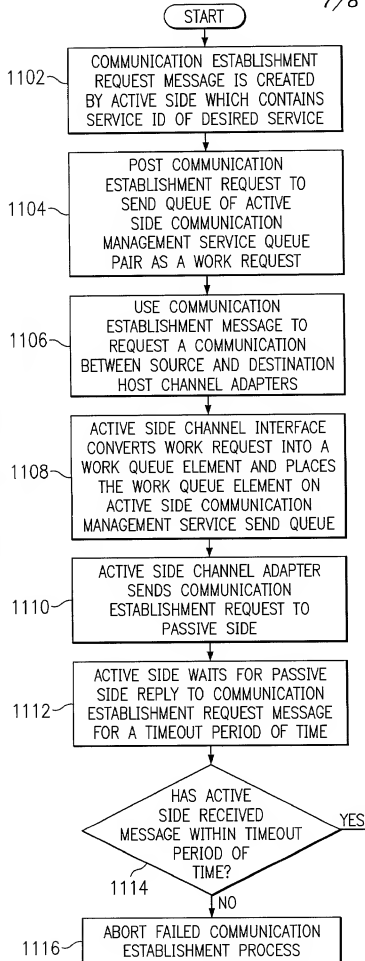 7/8
START
1102
COMMUNICATION ESTABLISHMENT
REQUEST MESSAGE IS CREATED
BY ACTIVE SIDE WHICH CONTAINS
SERVICE ID OF DESIRED SERVICE
1104
POST COMMUNICATION
ESTABLISHMENT REQUEST TO
SEND QUEUE OF ACTIVE
SIDE COMMUNICATION
MANAGEMENT SERVICE QUEUE
PAIR AS A WORK REQUEST
1106
USE COMMUNICATION
ESTABLISHMENT MESSAGE TO
REQUEST A COMMUNICATION
BETWEEN SOURCE AND DESTINATION
HOST CHANNEL ADAPTERS
1108
ACTIVE SIDE CHANNEL INTERFACE
CONVERTS WORK REQUEST INTO A
WORK QUEUE ELEMENT AND PLACES
THE WORK QUEUE ELEMENT ON
ACTIVE SIDE COMMUNICATION
MANAGEMENT SERVICE SEND QUEUE
1110
ACTIVE SIDE CHANNEL ADAPTER
SENDS COMMUNICATION
ESTABLISHMENT REQUEST TO
PASSIVE SIDE
1112
ACTIVE SIDE WAITS FOR PASSIVE
SIDE REPLY TO COMMUNICATION
ESTABLISHMENT REQUEST MESSAGE
FOR A TIMEOUT PERIOD OF TIME
HAS ACTIVE
SIDE RECEIVED
MESSAGE WITHIN TIMEOUT
PERIOD OF
TIME?
YES
1114
NO
1116
ABORT FAILED COMMUNICATION
ESTABLISHMENT PROCESS